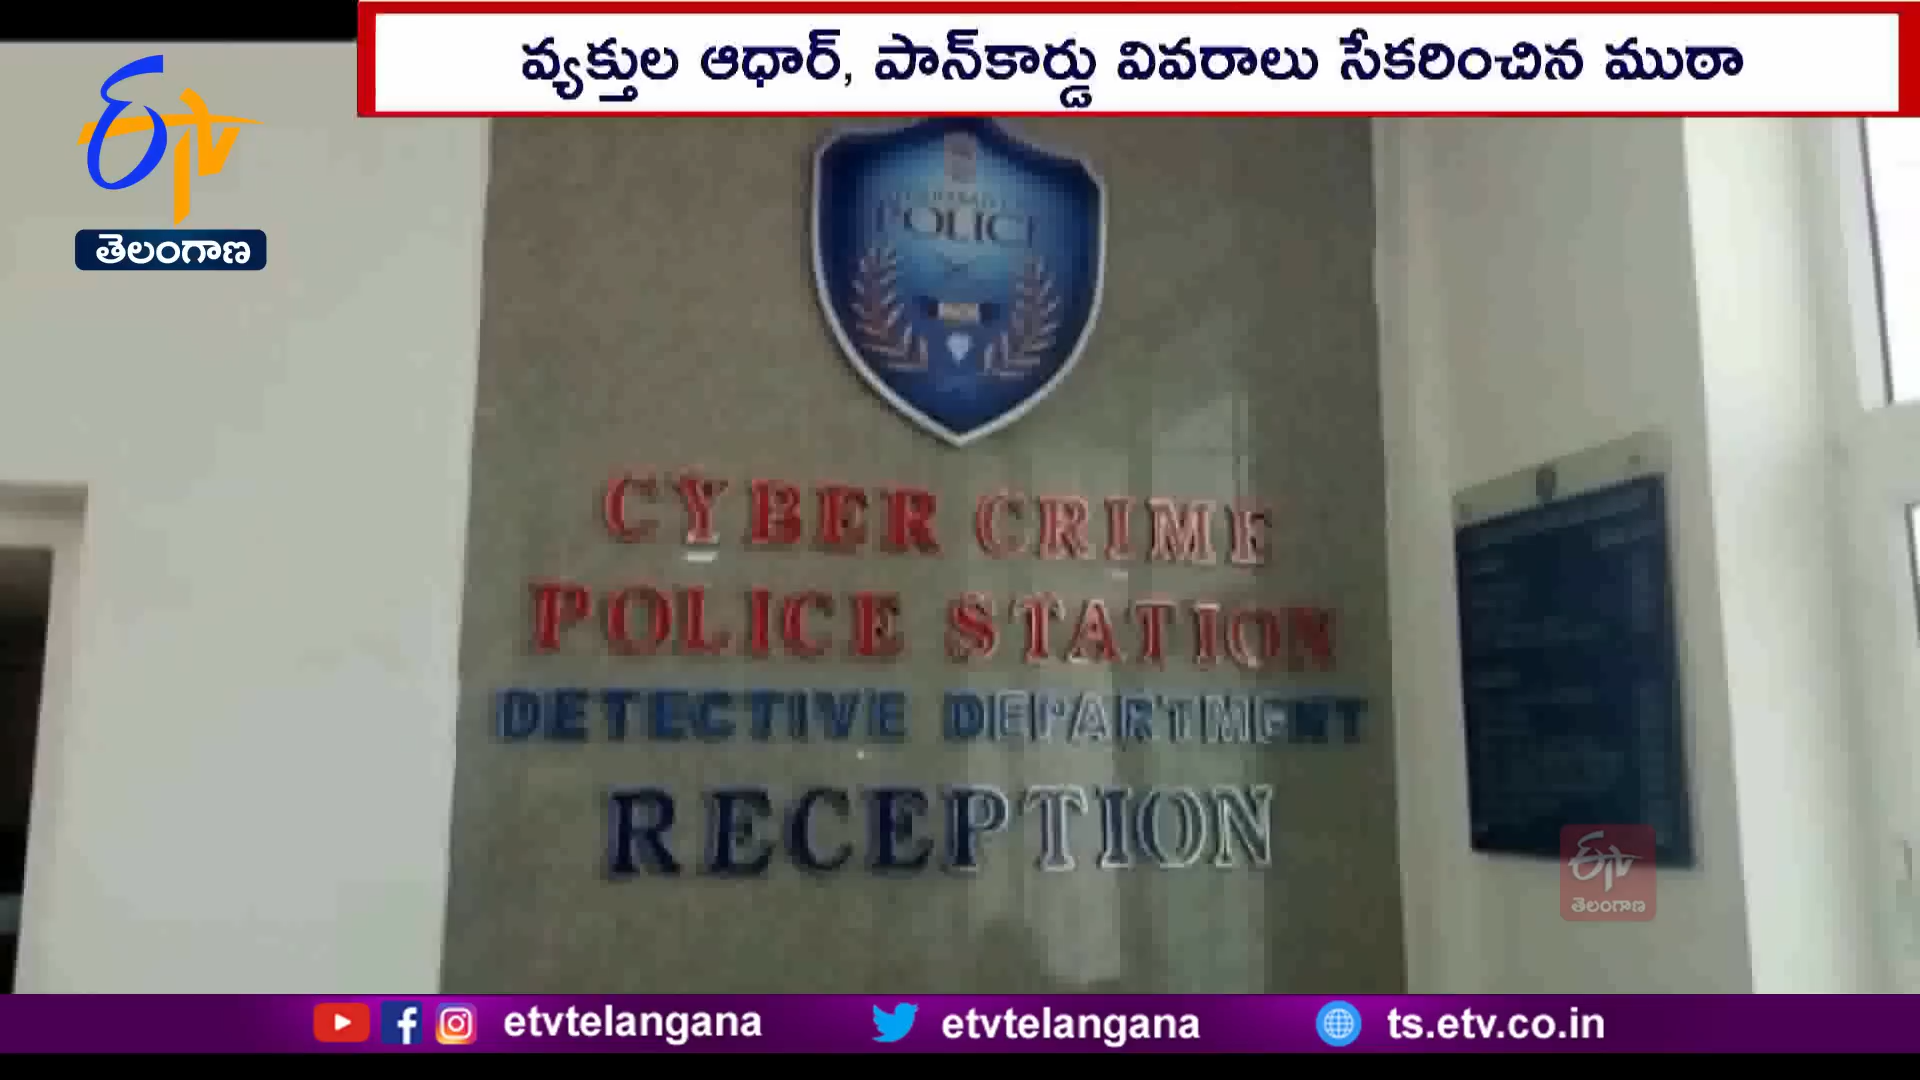 వ్యక్తుల ఆధార్, పాన్‌కార్డు వివరాలు సేకరించిన ముఠా
ETV
తెలంగాణ
POLICE
CYBER CRIME
POLICE STATION
DETECTIVE DEPARTMENT
RECEPTION
ETV
తెలంగాణ
etvtelangana
etvtelangana
ts.etv.co.in